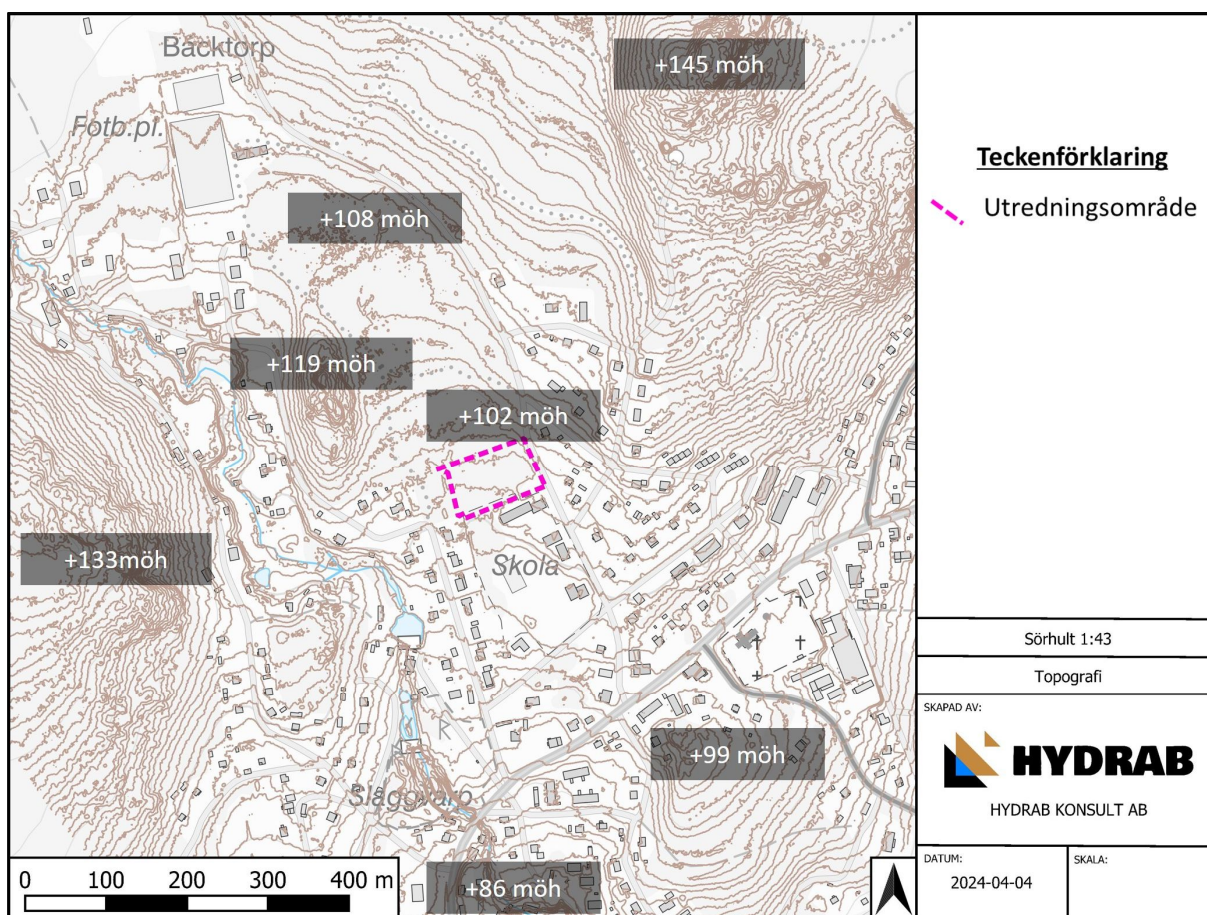 Backtorp
+145 möh
Fotb.pl.
+108 möh
+119 möh
+102 möh
+133möh
Skola
+99 möh
+86 möh
0 100 200 300 400 m
Teckenförklaring
Utredningsområde
Sörhult 1:43
Topografi
SKAPAD AV:
HYDRAB
HYDRAB KONSULT AB
DATUM:
2024-04-04
SKALA: